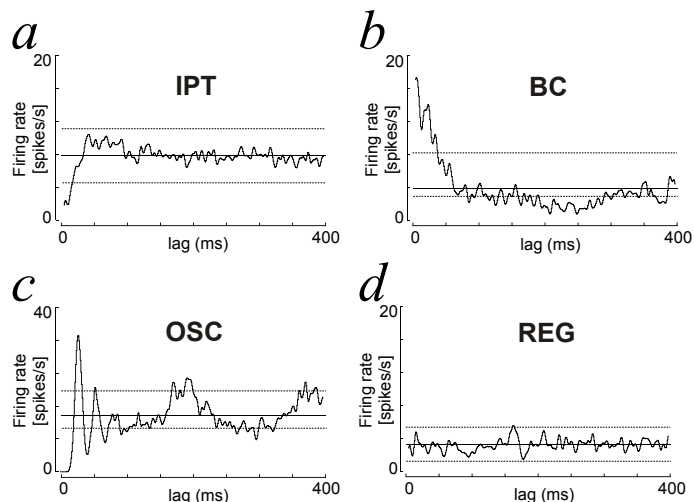 a
IPT
20
Firing rate
[spikes/s]
0
0
400
lag (ms)
b
BC
20
Firing rate
[spikes/s]
0
0
400
lag (ms)
c
OSC
40
Firing rate
[spikes/s]
0
0
400
lag (ms)
d
REG
20
Firing rate
[spikes/s]
0
0
400
lag (ms)